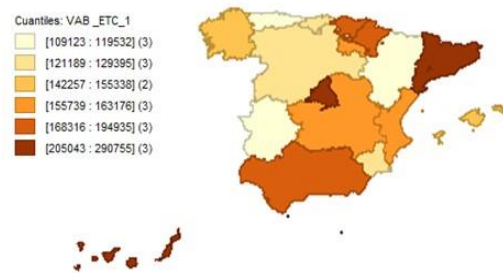 Cuantiles: VAB _ETC_1
[109123 : 119532] (3)
[121189 : 129395] (3)
[142257 : 155338] (2)
[155739 : 163176] (3)
[168316 : 194935] (3)
[205043 : 290755] (3)